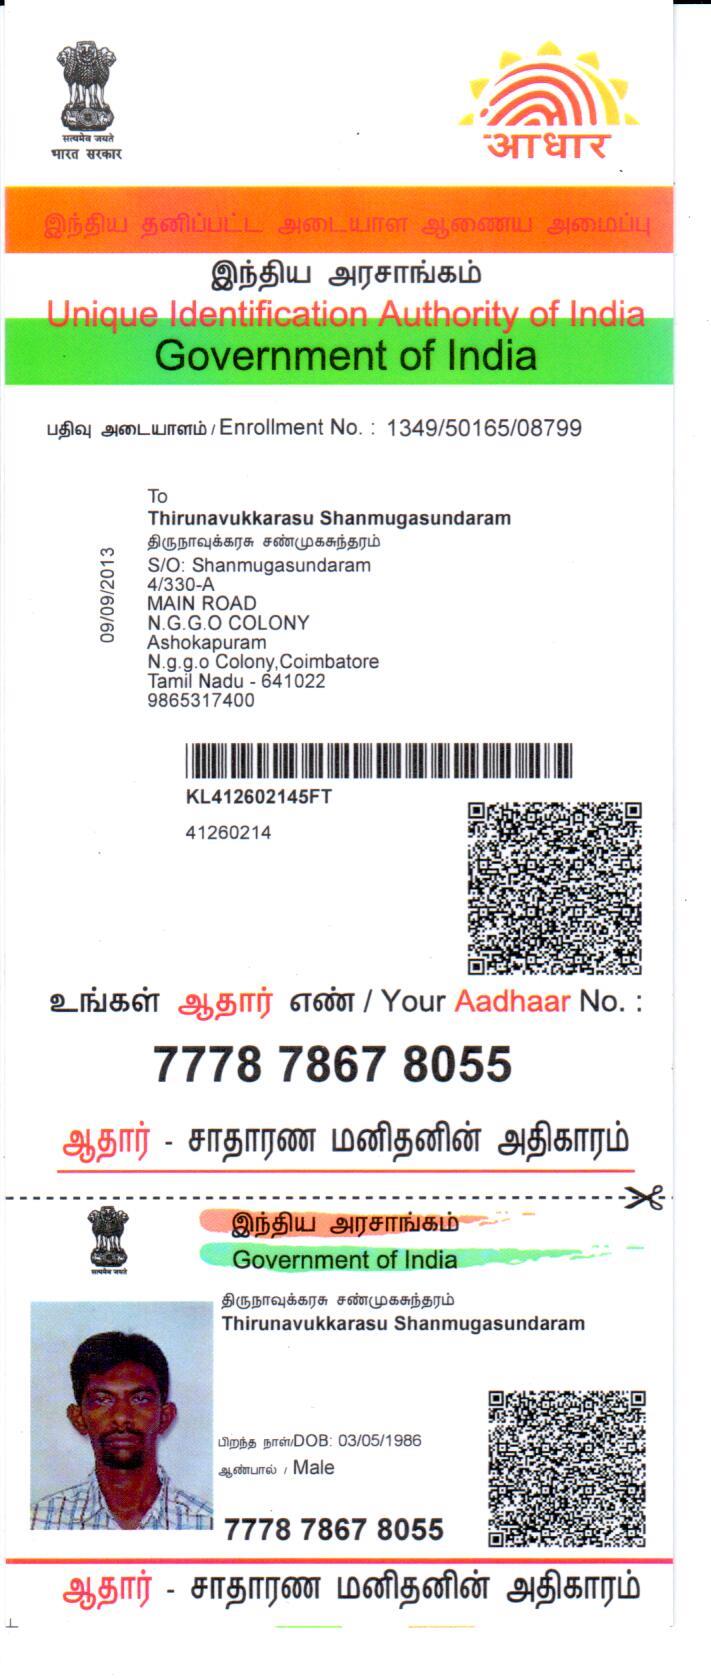 सत्यमेव जयते
भारत सरकार
आधार
இந்திய தனிப்பட்ட அடையாள ஆணைய அமைப்பு
இந்திய அரசாங்கம்
Unique Identification Authority of India
Government of India
பதிவு அடையாளம் / Enrollment No. : 1349/50165/08799
09/09/2013
To
Thirunavukkarasu Shanmugasundaram
திருநாவுக்கரசு சண்முகசுந்தரம்
S/O: Shanmugasundaram
4/330-A
MAIN ROAD
N.G.G.O COLONY
Ashokapuram
N.g.g.o Colony,Coimbatore
Tamil Nadu - 641022
9865317400
KL412602145FT
41260214
உங்கள் ஆதார் எண் / Your Aadhaar No. :
7778 7867 8055
ஆதார் - சாதாரண மனிதனின் அதிகாரம்
सत्यमेव जयते
இந்திய அரசாங்கம்
Government of India
திருநாவுக்கரசு சண்முகசுந்தரம்
Thirunavukkarasu Shanmugasundaram
பிறந்த நாள்/DOB: 03/05/1986
ஆண்பால் / Male
7778 7867 8055
ஆதார் - சாதாரண மனிதனின் அதிகாரம்